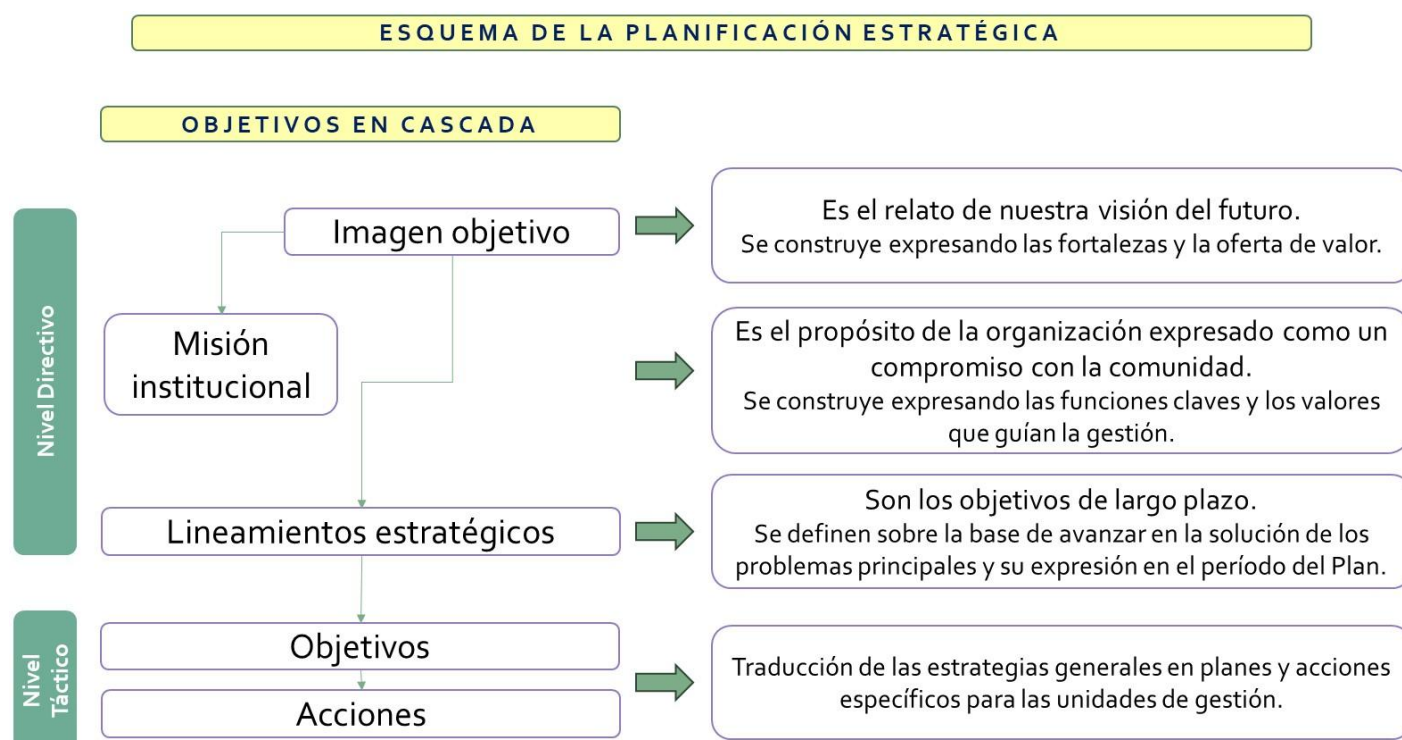 ESQUEMA DE LA PLANIFICACIÓN ESTRATÉGICA
OBJETIVOS EN CASCADA
Nivel Directivo
Imagen objetivo
Es el relato de nuestra visión del futuro.
Se construye expresando las fortalezas y la oferta de valor.
Misión
institucional
Es el propósito de la organización expresado como un
compromiso con la comunidad.
Se construye expresando las funciones claves y los valores
que guían la gestión.
Lineamientos estratégicos
Son los objetivos de largo plazo.
Se definen sobre la base de avanzar en la solución de los
problemas principales y su expresión en el período del Plan.
Nivel
Táctico
Objetivos
Acciones
Traducción de las estrategias generales en planes y acciones
específicos para las unidades de gestión.